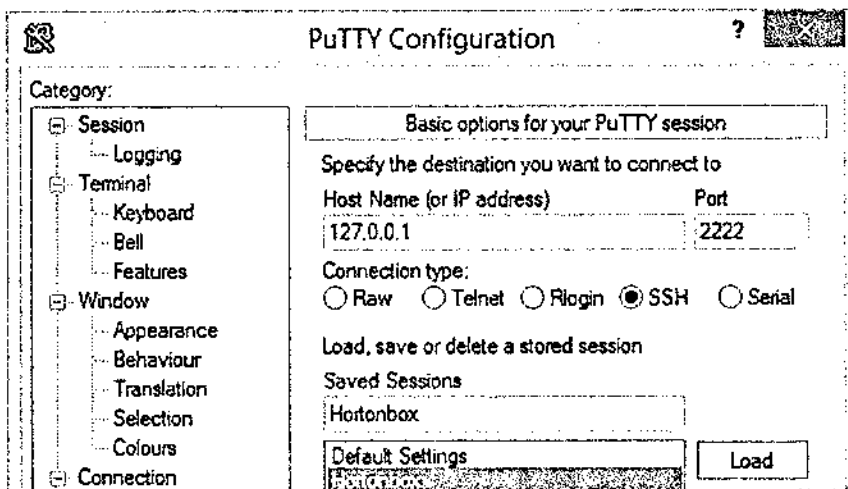 PuTTY Configuration ?
Category:
Session
Logging
Terminal
Keyboard
Bell
Features
Window
Appearance
Behaviour
Translation
Selection
Colours
Connection
Basic options for your PuTTY session
Specify the destination you want to connect to
Host Name (or IP address) Port
127.0.0.1 2222
Connection type:
Raw Telnet Rlogin SSH Serial
Load, save or delete a stored session
Saved Sessions
Hortonbox
Default Settings
Hortonbox
Load